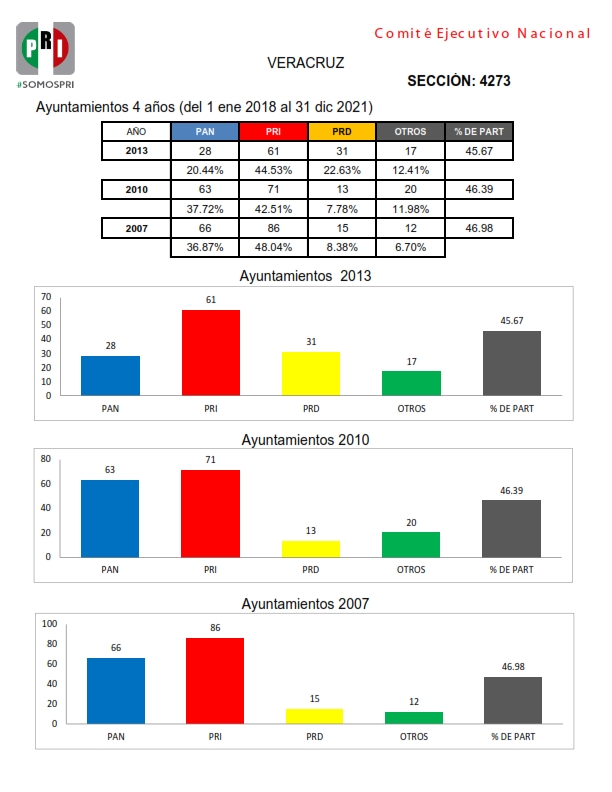 PRI
#SOMOSPRI
Comité Ejecutivo Nacional
VERACRUZ
SECCIÓN: 4273
Ayuntamientos 4 años (del 1 ene 2018 al 31 dic 2021)
AÑO PAN PRI PRD OTROS % DE PART
2013 28 61 31 17 45.67
20.44% 44.53% 22.63% 12.41%
2010 63 71 13 20 46.39
37.72% 42.51% 7.78% 11.98%
2007 66 86 15 12 46.98
36.87% 48.04% 8.38% 6.70%
Ayuntamientos 2013
70
60
50
40
30
20
10
0
28 61 31 17 45.67
PAN PRI PRD OTROS % DE PART
Ayuntamientos 2010
80
60
40
20
0
63 71 13 20 46.39
PAN PRI PRD OTROS % DE PART
Ayuntamientos 2007
100
80
60
40
20
0
66 86 15 12 46.98
PAN PRI PRD OTROS % DE PART